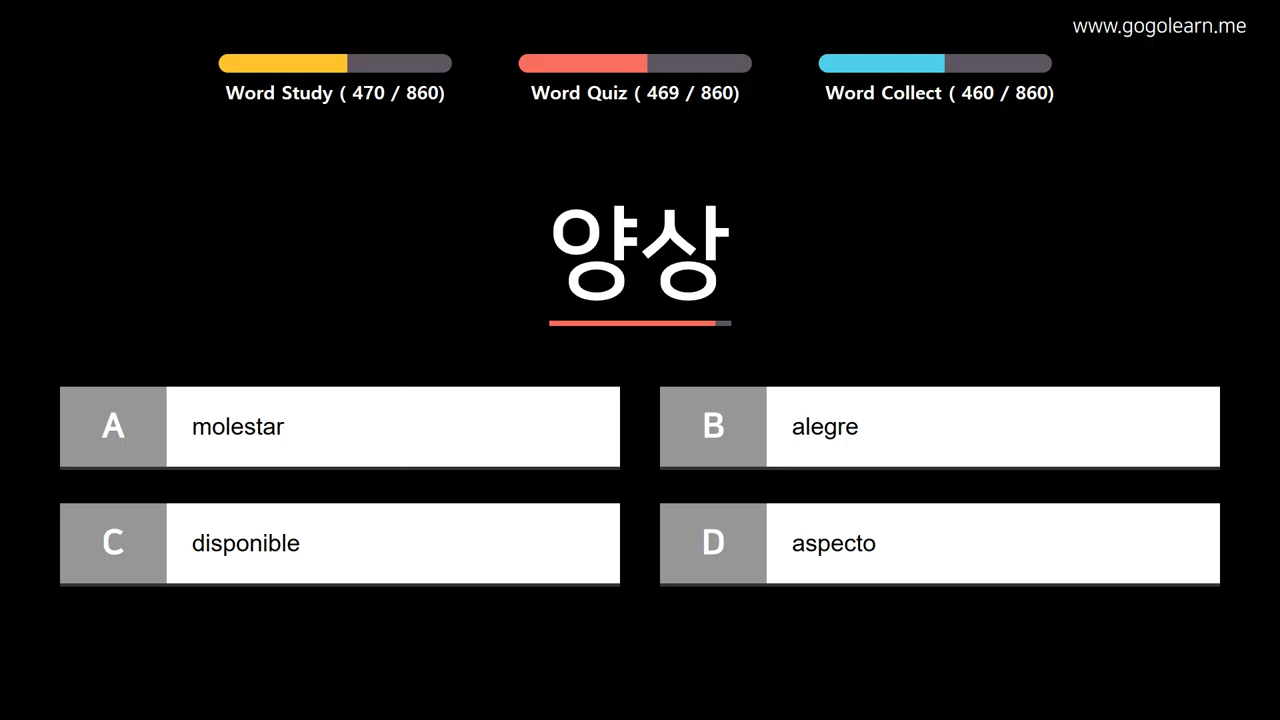 www.gogolearn.me
Word Study ( 470 / 860)
Word Quiz ( 469 / 860)
Word Collect ( 460 / 860)
양상
A molestar
B alegre
C disponible
D aspecto